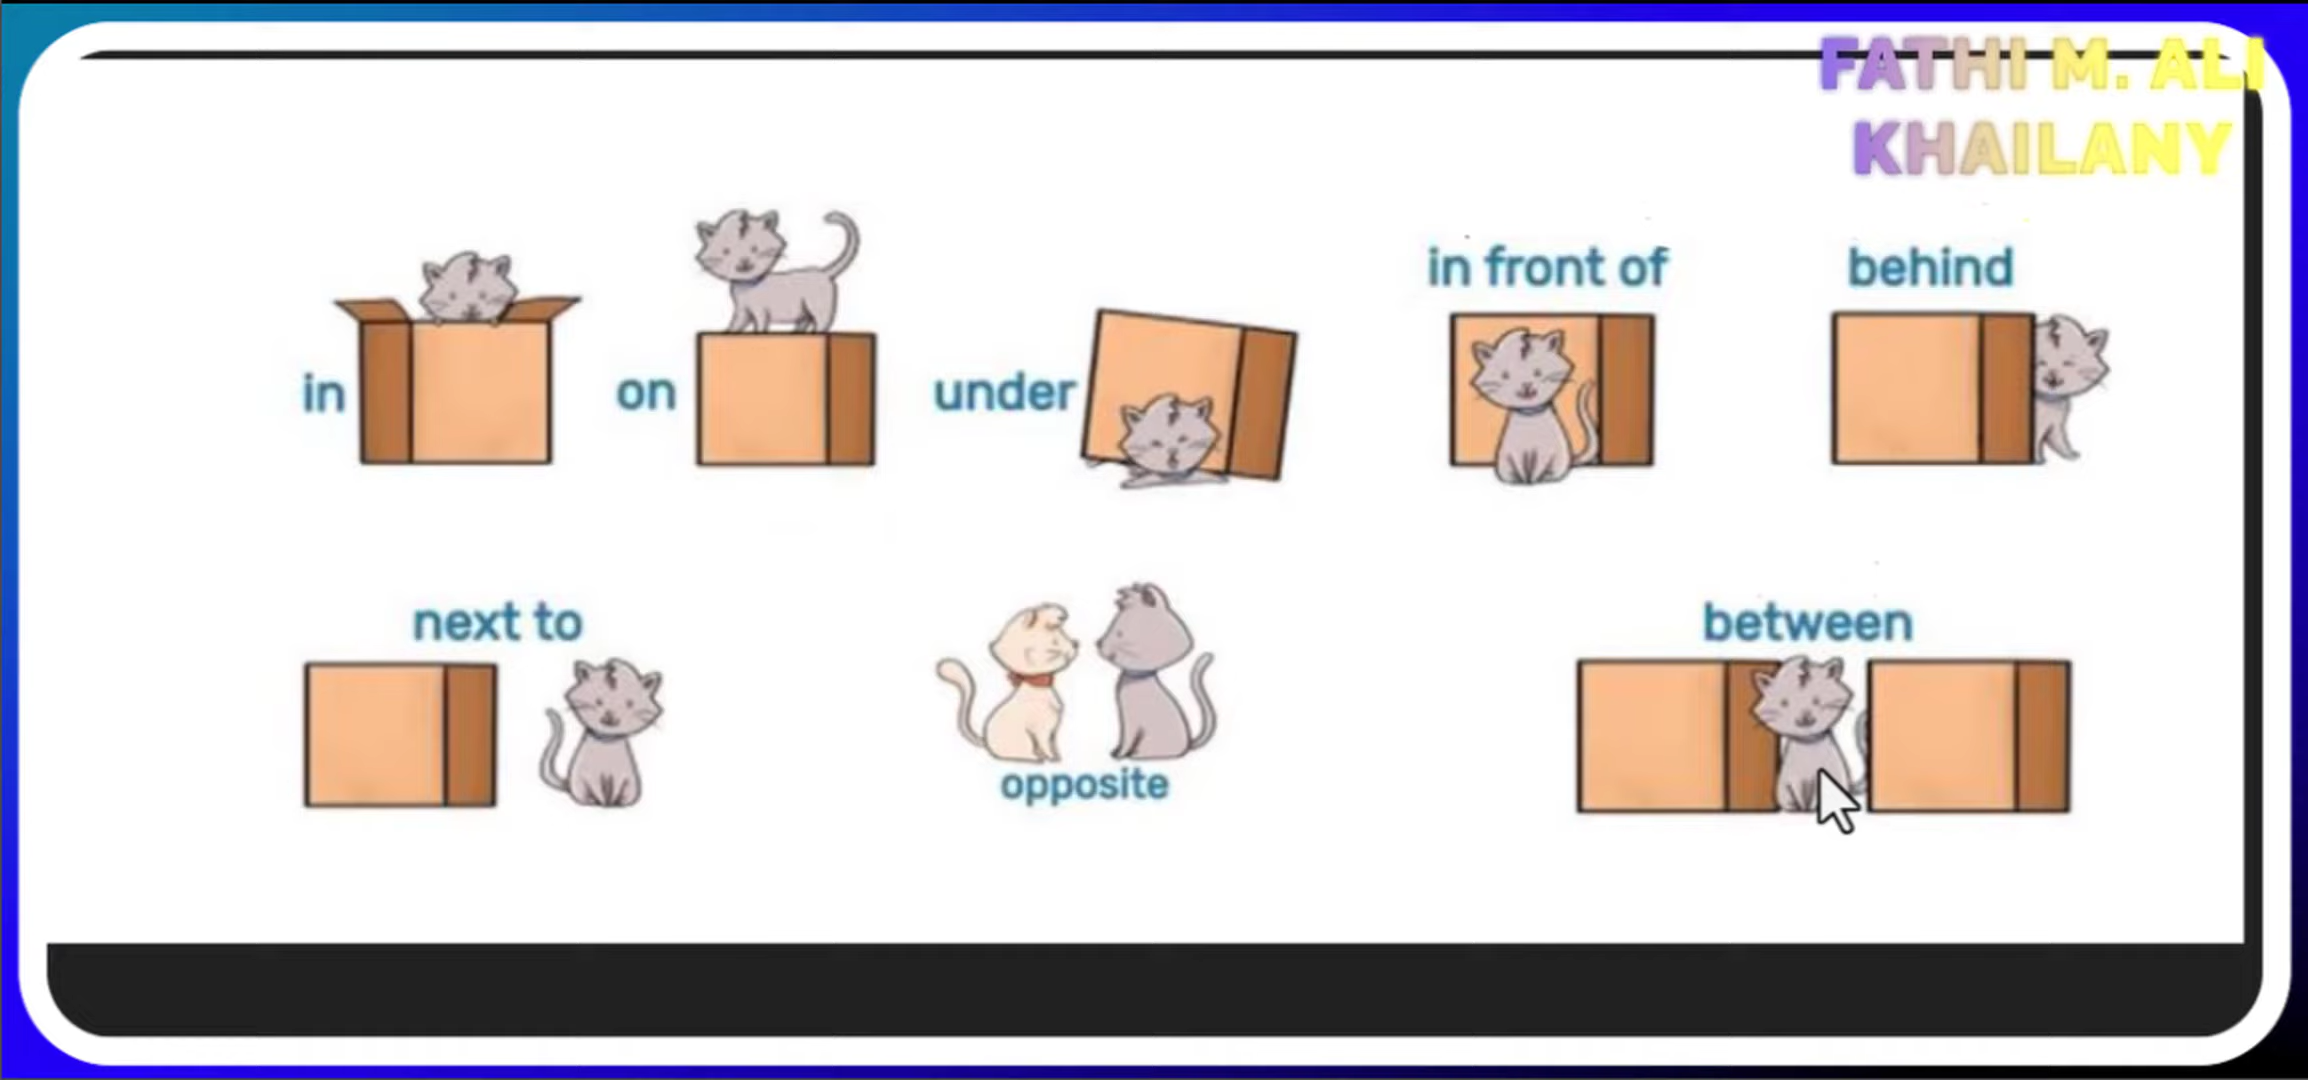 FATHI M. ALI
KHAILANY
in front of
behind
in
on
under
next to
between
opposite